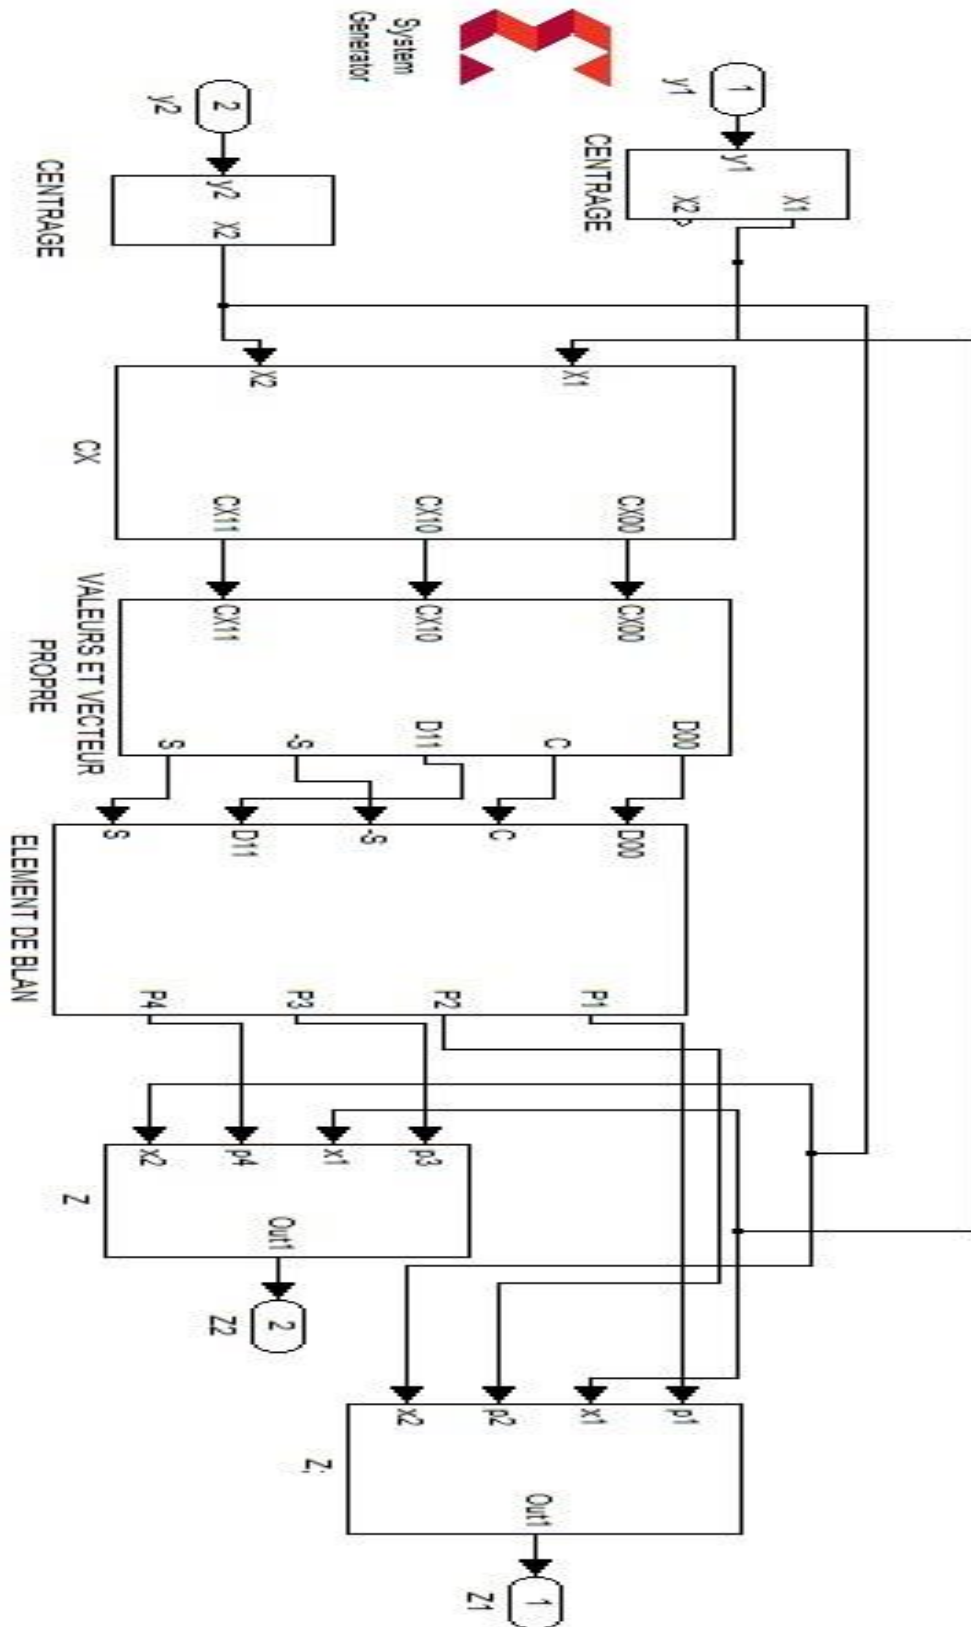 System
Generator
1
y1
y1
X1
X2
CENTRAGE
2
y2
y2
X2
CENTRAGE
X1
X2
CX00
CX10
CX11
CX
CX00
CX10
CX11
D00
C
D11
-S
S
VALEURS ET VECTEUR
PROPRE
D00
C
-S
D11
S
P1
P2
P3
P4
ELEMENT DE BLAN
p3
x1
p4
x2
Out1
Z
2
Z2
p1
x1
p2
x2
Out1
1
Z1